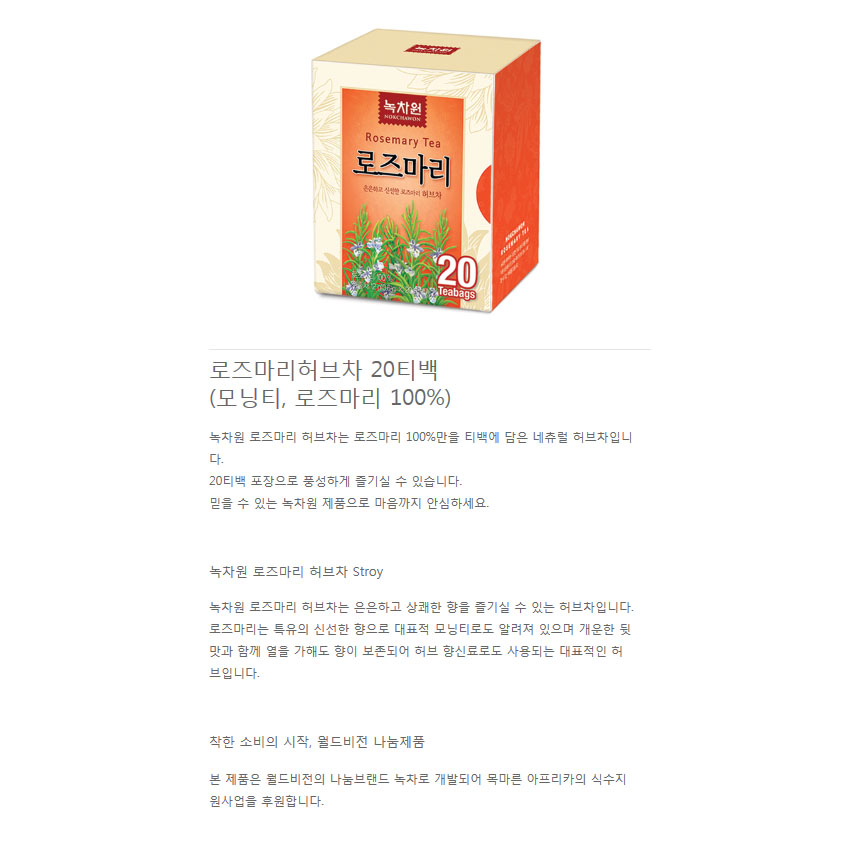 녹차원
녹차원
NOKCHAWON
Rosemary Tea
로즈마리
은은하고 신선한 로즈마리 허브차
20
Teabags
NOKCHAWON
ROSEMARY TEA
로즈마리허브차 20티백
(모닝티, 로즈마리 100%)
녹차원 로즈마리 허브차는 로즈마리 100%만을 티백에 담은 네츄럴 허브차입니
다.
20티백 포장으로 풍성하게 즐기실 수 있습니다.
믿을 수 있는 녹차원 제품으로 마음까지 안심하세요.
녹차원 로즈마리 허브차 Stroy
녹차원 로즈마리 허브차는 은은하고 상쾌한 향을 즐기실 수 있는 허브차입니다.
로즈마리는 특유의 신선한 향으로 대표적 모닝티로도 알려져 있으며 개운한 뒷
맛과 함께 열을 가해도 향이 보존되어 허브 향신료로도 사용되는 대표적인 허
브입니다.
착한 소비의 시작, 월드비전 나눔제품
본 제품은 월드비전의 나눔브랜드 녹차로 개발되어 목마른 아프리카의 식수지
원사업을 후원합니다.